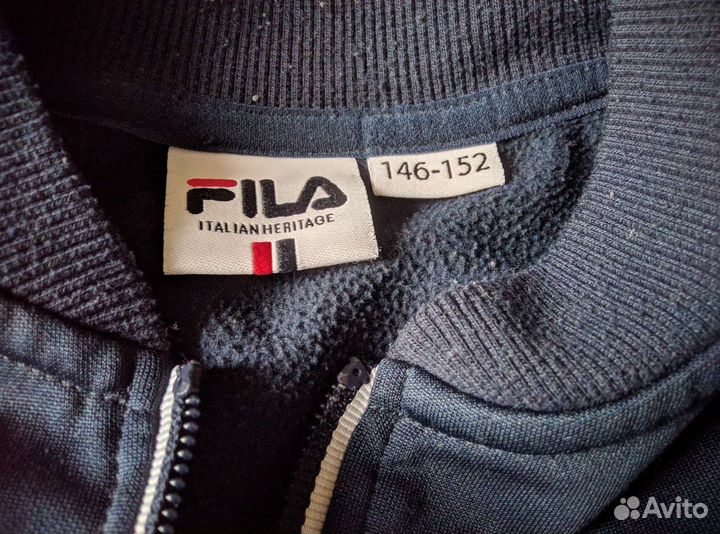 FILA
ITALIAN HERITAGE
146-152
Avito